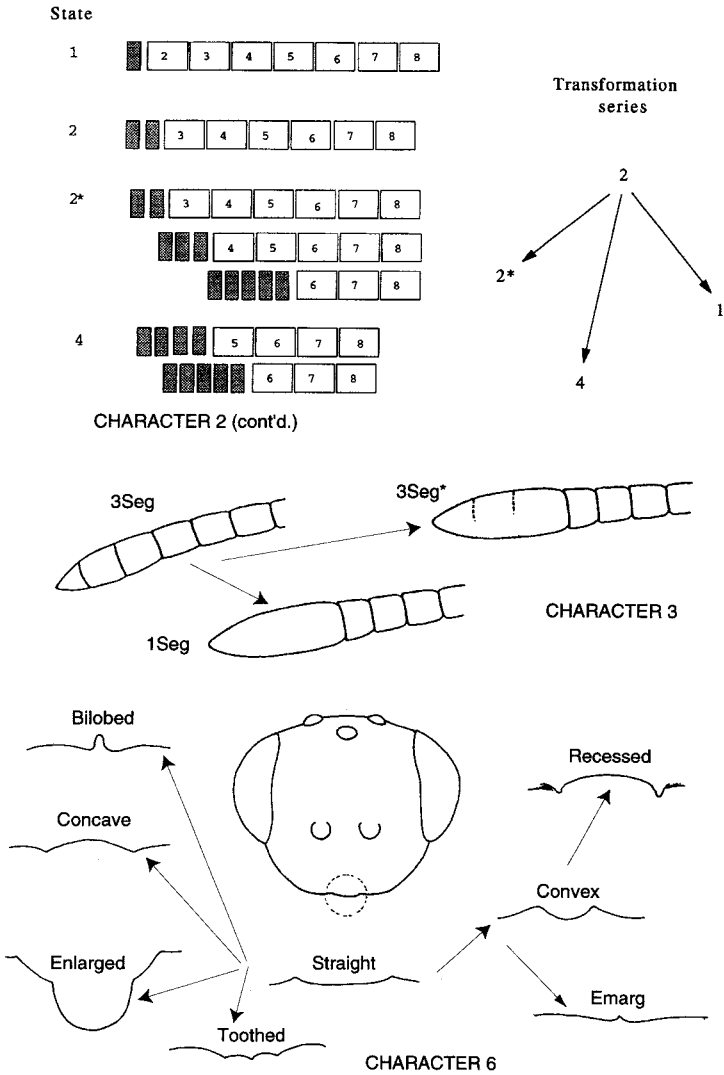 State
1
2 3 4 5 6 7 8
2
3 4 5 6 7 8
2*
3 4 5 6 7 8
4 5 6 7 8
6 7 8
4
5 6 7 8
6 7 8
CHARACTER 2 (cont'd.)
Transformation
series
2
2*
1
4
3Seg
3Seg*
1Seg
CHARACTER 3
Bilobed
Concave
Enlarged
Toothed
Straight
Recessed
Convex
Emarg
CHARACTER 6